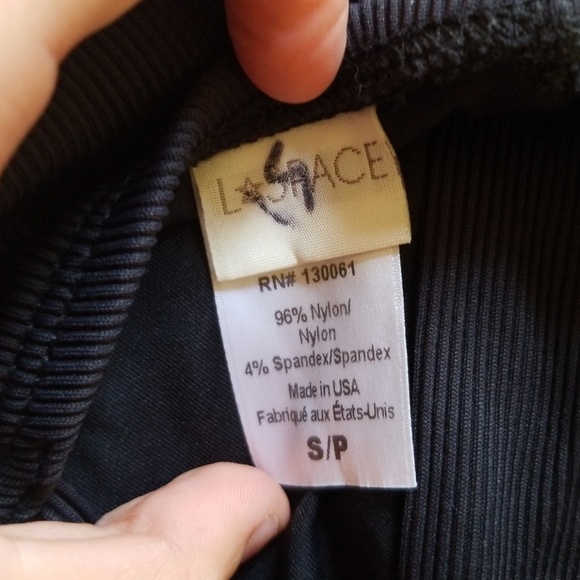 L★SPACE
RN# 130061
96% Nylon/
Nylon
4% Spandex/Spandex
Made in USA
Fabriqué aux États-Unis
S/P